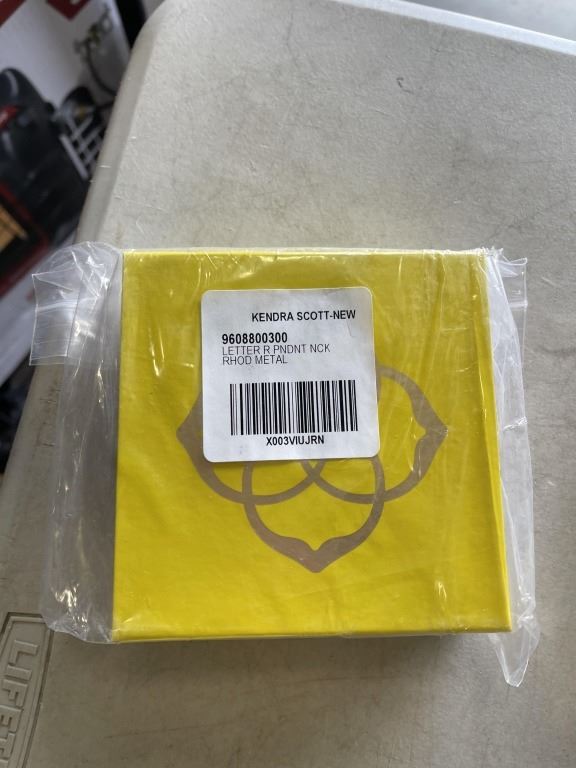 KENDRA SCOTT-NEW
9608800300
LETTER R PNDNT NCK
RHOD METAL
X003VIUJRN